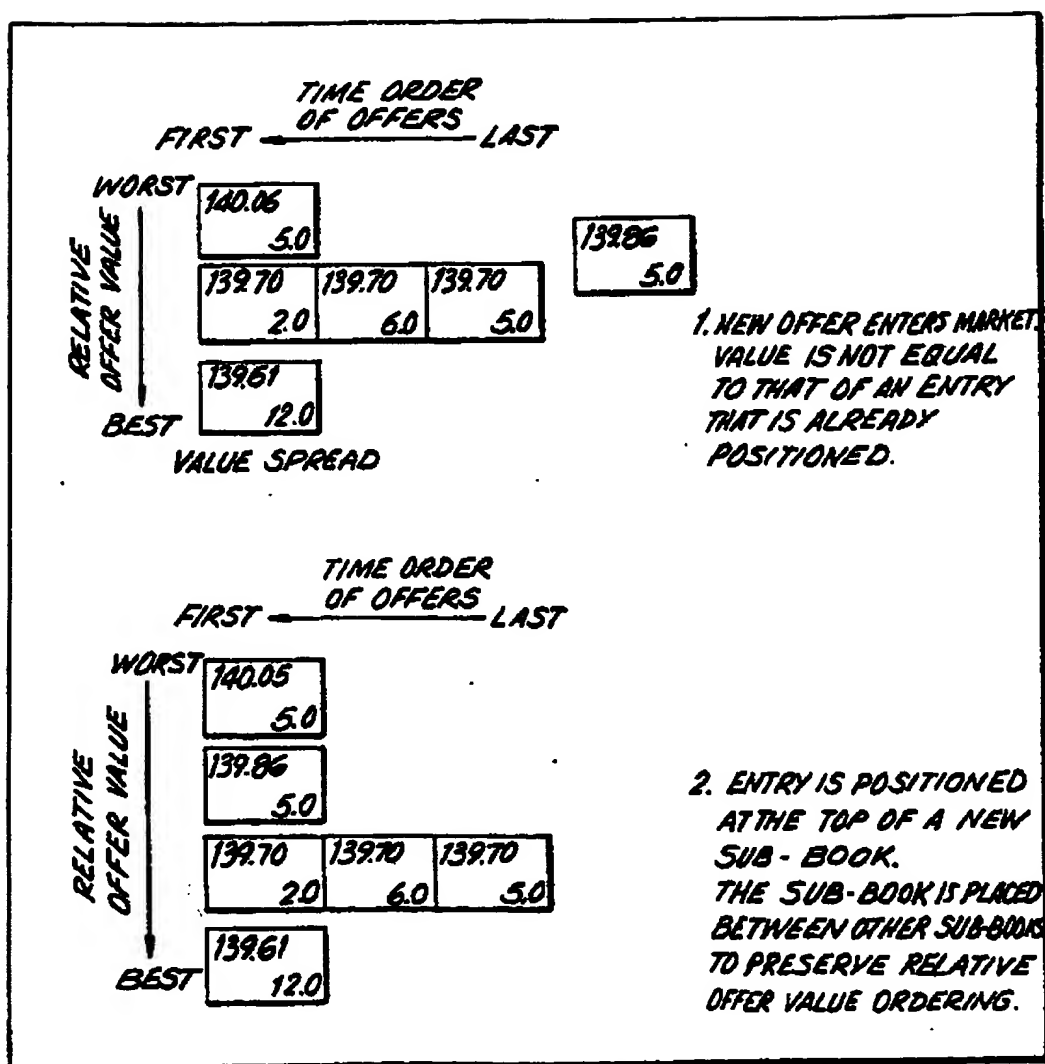 TIME ORDER
OF OFFERS
FIRST LAST
WORST
RELATIVE
OFFER VALUE
BEST
140.06
5.0
139.70 139.70 139.70
2.0 6.0 5.0
139.61
12.0
VALUE SPREAD
139.86
5.0
1. NEW OFFER ENTERS MARKET.
VALUE IS NOT EQUAL
TO THAT OF AN ENTRY
THAT IS ALREADY
POSITIONED.
TIME ORDER
OF OFFERS
FIRST LAST
WORST
RELATIVE
OFFER VALUE
BEST
140.05
5.0
139.86
5.0
139.70 139.70 139.70
2.0 6.0 5.0
139.61
12.0
2. ENTRY IS POSITIONED
AT THE TOP OF A NEW
SUB-BOOK.
THE SUB-BOOK IS PLACED
BETWEEN OTHER SUB-BOOKS
TO PRESERVE RELATIVE
OFFER VALUE ORDERING.